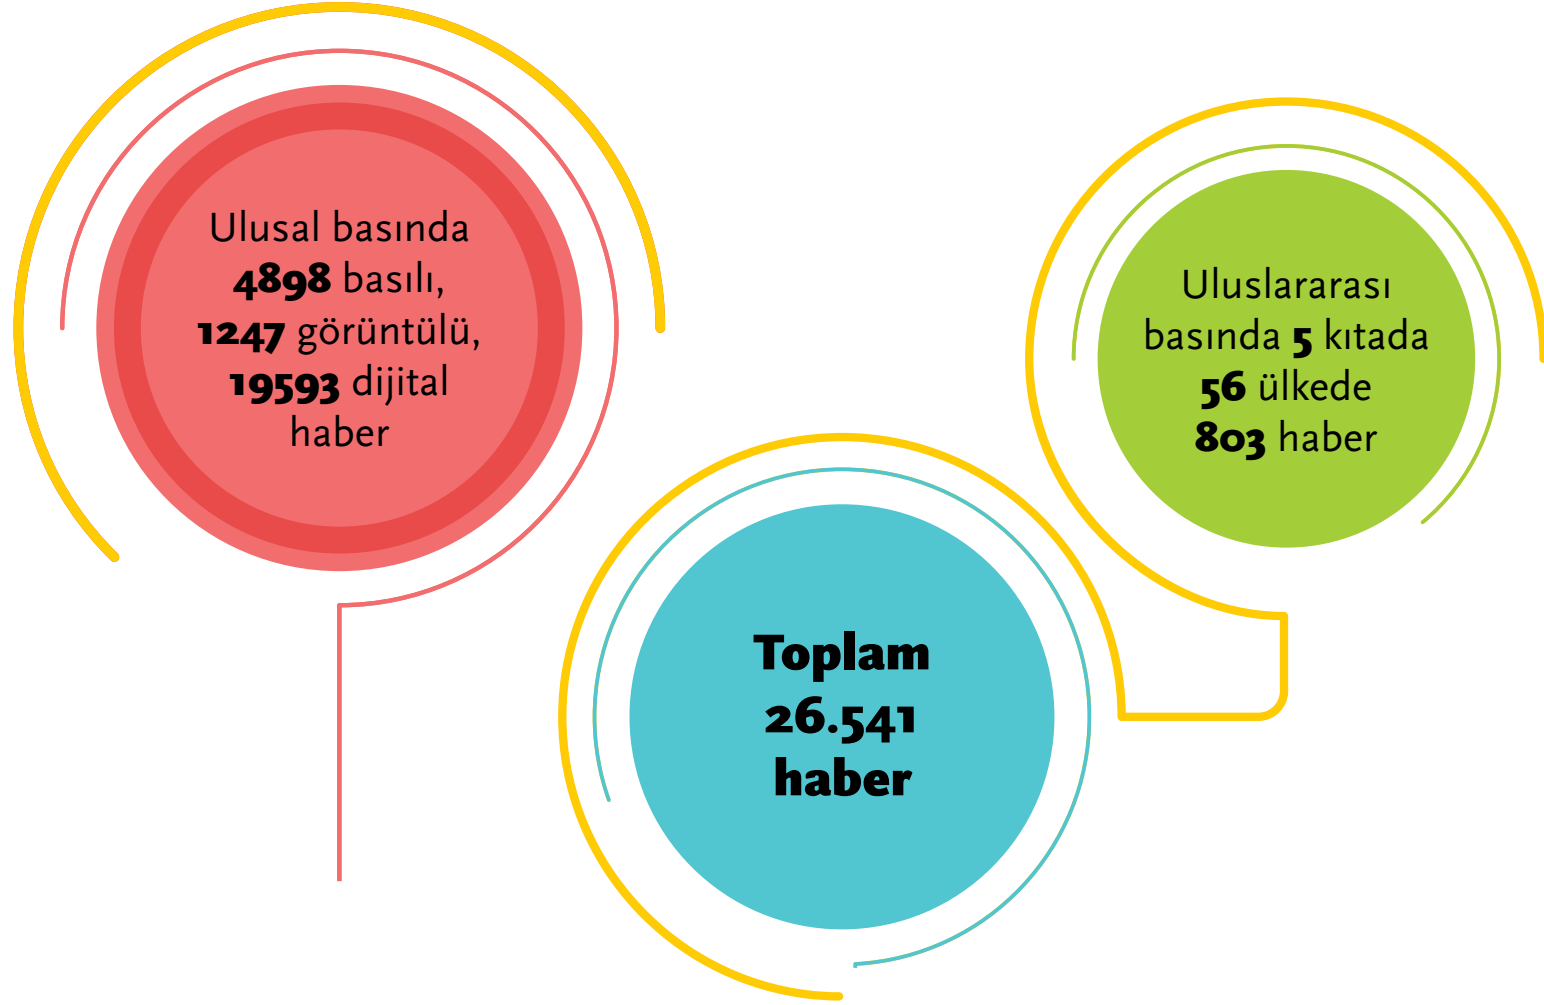 Ulusal basında
4898 basılı,
1247 görüntülü,
19593 dijital
haber
Uluslararası
basında 5 kıtada
56 ülkede
803 haber
Toplam
26.541
haber